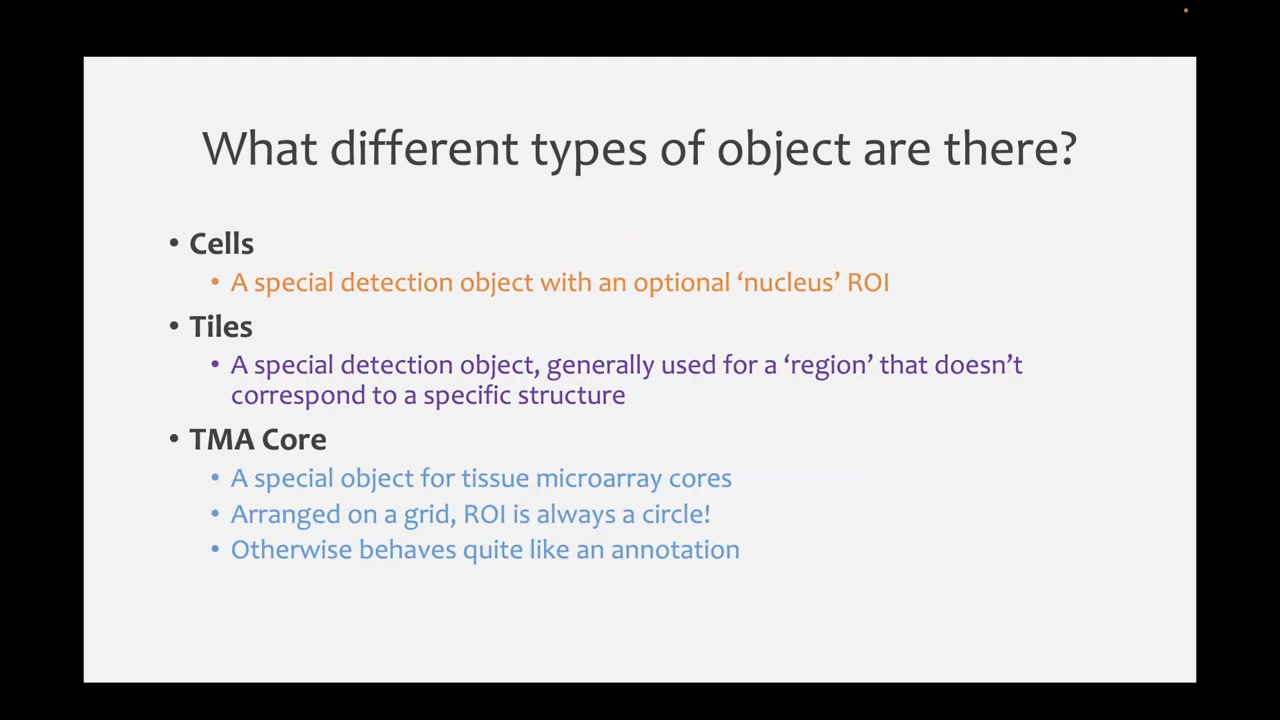 What different types of object are there?
• Cells
• A special detection object with an optional ‘nucleus’ ROI
• Tiles
• A special detection object, generally used for a ‘region’ that doesn’t
correspond to a specific structure
• TMA Core
• A special object for tissue microarray cores
• Arranged on a grid, ROI is always a circle!
• Otherwise behaves quite like an annotation